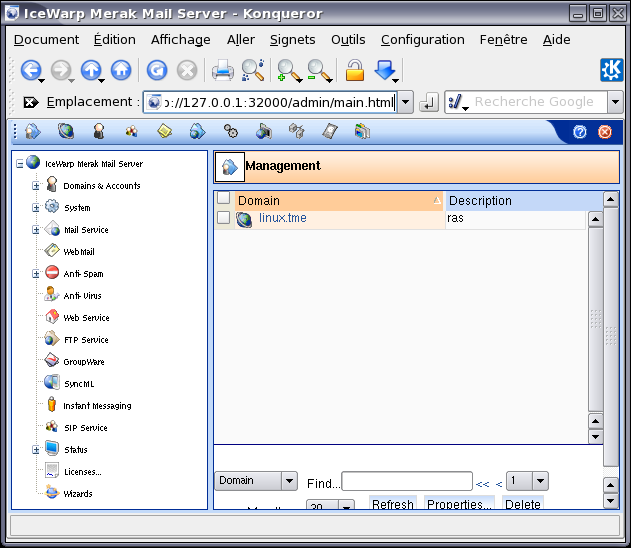 IceWarp Merak Mail Server - Konqueror
Document Édition Affichage Aller Signets Outils Configuration Fenêtre Aide
Emplacement : p://127.0.0.1:32000/admin/main.html Recherche Google
IceWarp Merak Mail Server
Domains & Accounts
System
Mail Service
WebMail
Anti-Spam
Anti-Virus
Web Service
FTP Service
GroupWare
SyncML
Instant Messaging
SIP Service
Status
Licenses...
Wizards
Management
Domain Description
linux.tme ras
Domain Find... << < 1
20 Refresh Properties... Delete